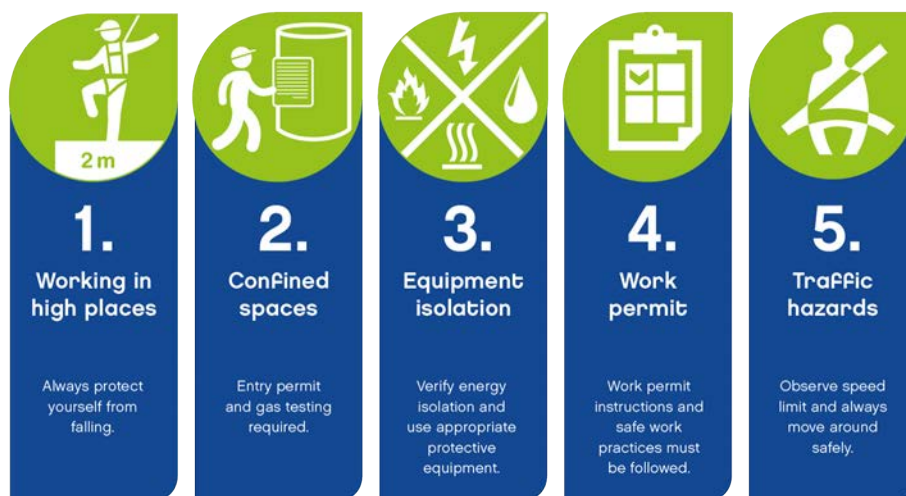 2 m
1.
Working in
high places
Always protect
yourself from
falling.
2.
Confined
spaces
Entry permit
and gas testing
required.
3.
Equipment
isolation
Verify energy
isolation and
use appropriate
protective
equipment.
4.
Work
permit
Work permit
instructions and
safe work
practices must
be followed.
5.
Traffic
hazards
Observe speed
limit and always
move around
safely.